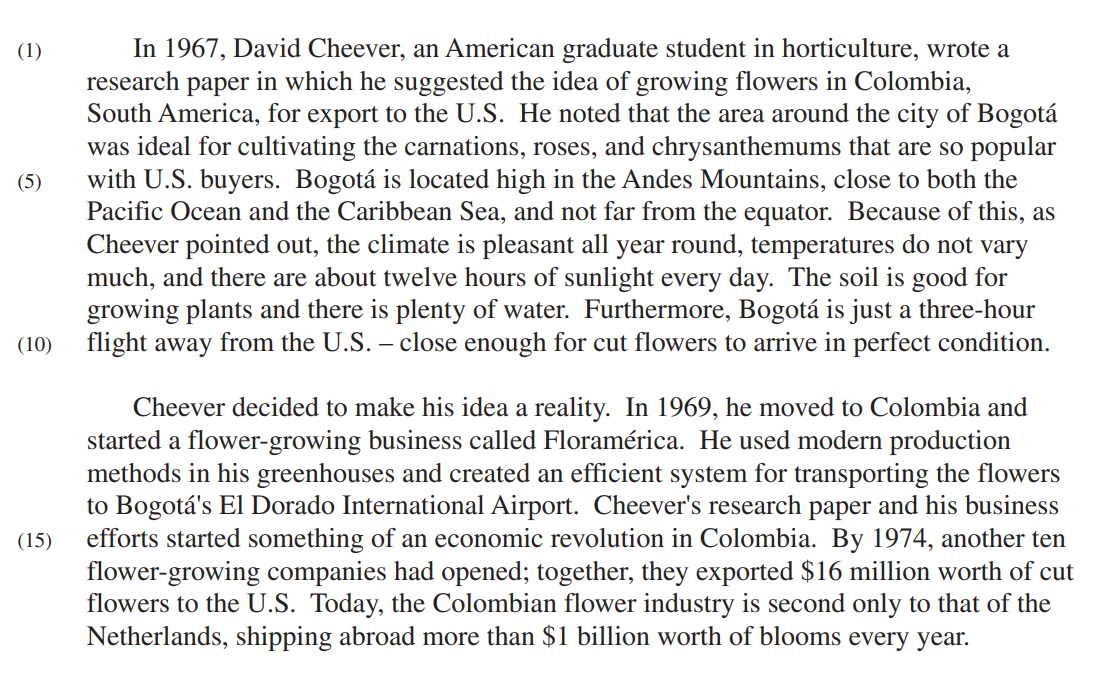 (1) In 1967, David Cheever, an American graduate student in horticulture, wrote a
research paper in which he suggested the idea of growing flowers in Colombia,
South America, for export to the U.S. He noted that the area around the city of Bogotá
was ideal for cultivating the carnations, roses, and chrysanthemums that are so popular
(5) with U.S. buyers. Bogotá is located high in the Andes Mountains, close to both the
Pacific Ocean and the Caribbean Sea, and not far from the equator. Because of this, as
Cheever pointed out, the climate is pleasant all year round, temperatures do not vary
much, and there are about twelve hours of sunlight every day. The soil is good for
growing plants and there is plenty of water. Furthermore, Bogotá is just a three-hour
(10) flight away from the U.S. – close enough for cut flowers to arrive in perfect condition.
Cheever decided to make his idea a reality. In 1969, he moved to Colombia and
started a flower-growing business called Floramérica. He used modern production
methods in his greenhouses and created an efficient system for transporting the flowers
to Bogotá's El Dorado International Airport. Cheever's research paper and his business
(15) efforts started something of an economic revolution in Colombia. By 1974, another ten
flower-growing companies had opened; together, they exported $16 million worth of cut
flowers to the U.S. Today, the Colombian flower industry is second only to that of the
Netherlands, shipping abroad more than $1 billion worth of blooms every year.